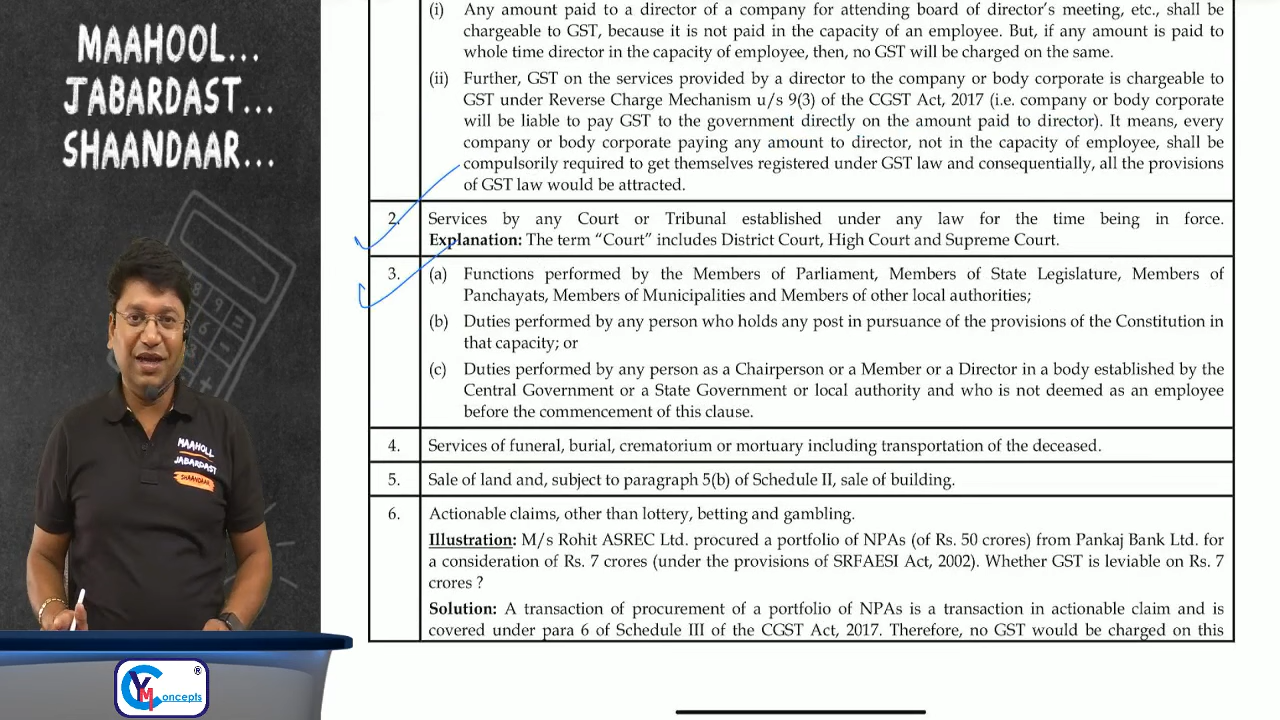 MAAHOOL...
JABARDAST...
SHAANDAAR...
(i) Any amount paid to a director of a company for attending board of director's meeting, etc., shall be
chargeable to GST, because it is not paid in the capacity of an employee. But, if any amount is paid to
whole time director in the capacity of employee, then, no GST will be charged on the same.
(ii) Further, GST on the services provided by a director to the company or body corporate is chargeable to
GST under Reverse Charge Mechanism u/s 9(3) of the CGST Act, 2017 (i.e. company or body corporate
will be liable to pay GST to the government directly on the amount paid to director). It means, every
company or body corporate paying any amount to director, not in the capacity of employee, shall be
compulsorily required to get themselves registered under GST law and consequentially, all the provisions
of GST law would be attracted.
2. Services by any Court or Tribunal established under any law for the time being in force.
Explanation: The term “Court” includes District Court, High Court and Supreme Court.
3. (a) Functions performed by the Members of Parliament, Members of State Legislature, Members of
Panchayats, Members of Municipalities and Members of other local authorities;
(b) Duties performed by any person who holds any post in pursuance of the provisions of the Constitution in
that capacity; or
(c) Duties performed by any person as a Chairperson or a Member or a Director in a body established by the
Central Government or a State Government or local authority and who is not deemed as an employee
before the commencement of this clause.
4. Services of funeral, burial, crematorium or mortuary including transportation of the deceased.
5. Sale of land and, subject to paragraph 5(b) of Schedule II, sale of building.
6. Actionable claims, other than lottery, betting and gambling.
Illustration: M/s Rohit ASREC Ltd. procured a portfolio of NPAs (of Rs. 50 crores) from Pankaj Bank Ltd. for
a consideration of Rs. 7 crores (under the provisions of SRFAESI Act, 2002). Whether GST is leviable on Rs. 7
crores ?
Solution: A transaction of procurement of a portfolio of NPAs is a transaction in actionable claim and is
covered under para 6 of Schedule III of the CGST Act, 2017. Therefore, no GST would be charged on this
MAAHOLL
JABARDAST
SHAANDAAR
YM Concepts ®